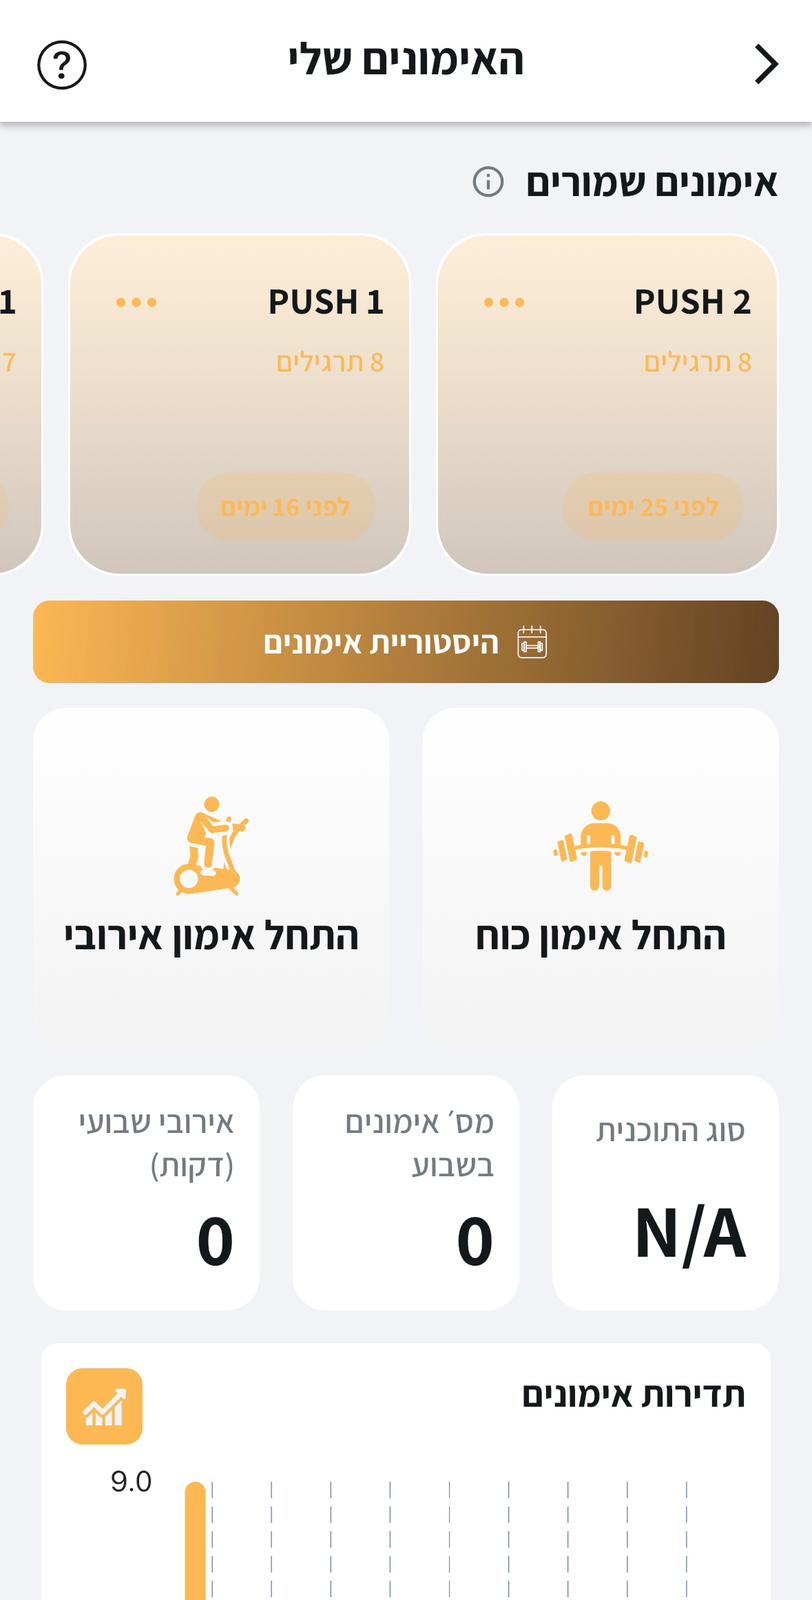 האימונים שלי
?
אימונים שמורים
PUSH 2
8 תרגילים
לפני 25 ימים
PUSH 1
8 תרגילים
לפני 16 ימים
1
7
היסטוריית אימונים
התחל אימון כוח
התחל אימון אירובי
סוג התוכנית
N/A
מס׳ אימונים
בשבוע
0
אירובי שבועי
(דקות)
0
תדירות אימונים
9.0